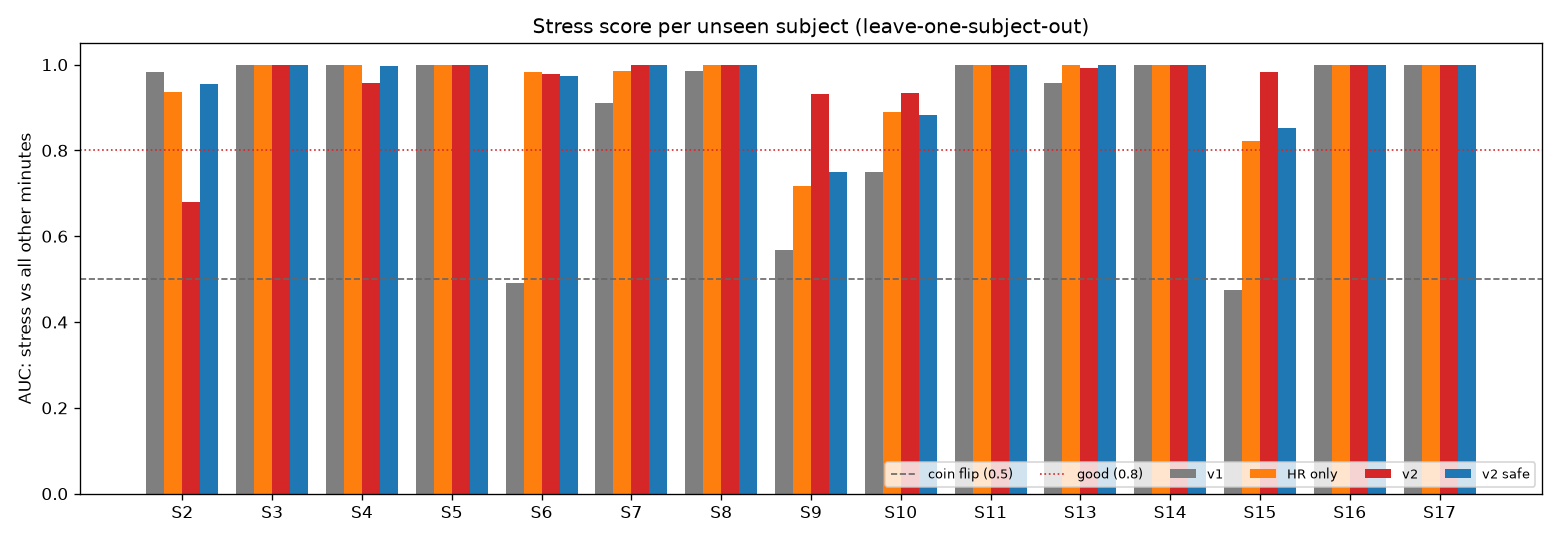 Stress score per unseen subject (leave-one-subject-out)
AUC: stress vs all other minutes
1.0
0.8
0.6
0.4
0.2
0.0
coin flip (0.5) good (0.8) v1 HR only v2 v2 safe
S2 S3 S4 S5 S6 S7 S8 S9 S10 S11 S13 S14 S15 S16 S17